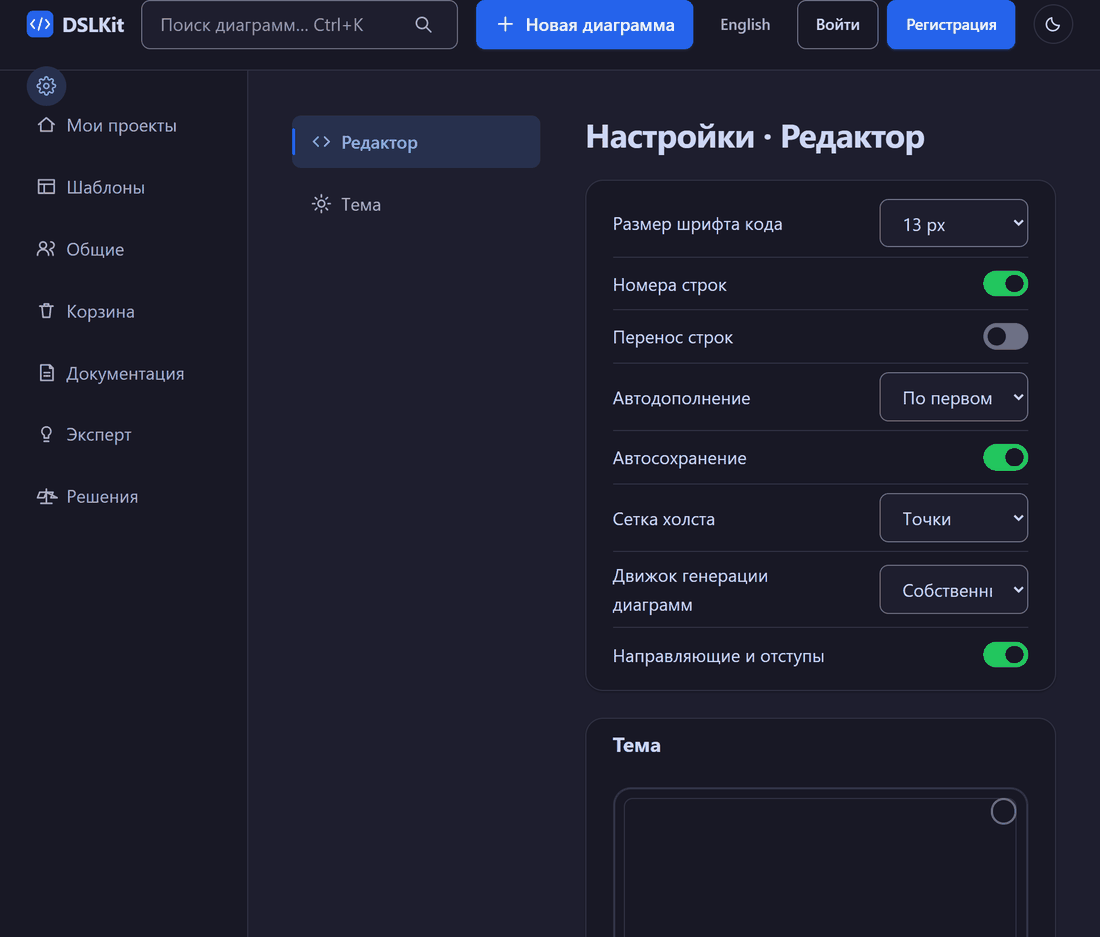 DSLKit
Поиск диаграмм... Ctrl+K
Новая диаграмма
English
Войти
Регистрация
Мои проекты
Шаблоны
Общие
Корзина
Документация
Эксперт
Решения
Редактор
Тема
Настройки · Редактор
Размер шрифта кода
13 px
Номера строк
Перенос строк
Автодополнение
По первом
Автосохранение
Сетка холста
Точки
Движок генерации
диаграмм
Собственн
Направляющие и отступы
Тема